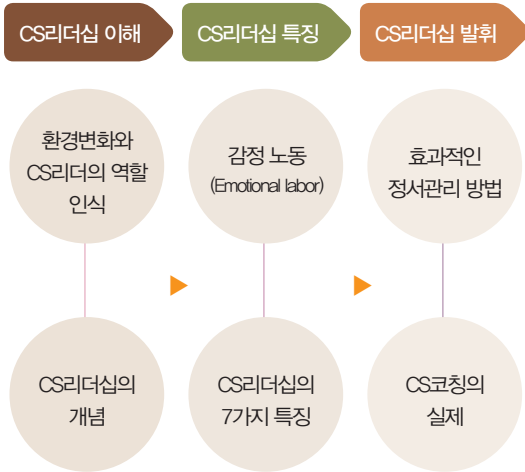 CS리더십 이해
CS리더십 특징
CS리더십 발휘
환경변화와
CS리더의 역할
인식
감정 노동
(Emotional labor)
효과적인
정서관리 방법
CS리더십의
개념
CS리더십의
7가지 특징
CS코칭의
실제